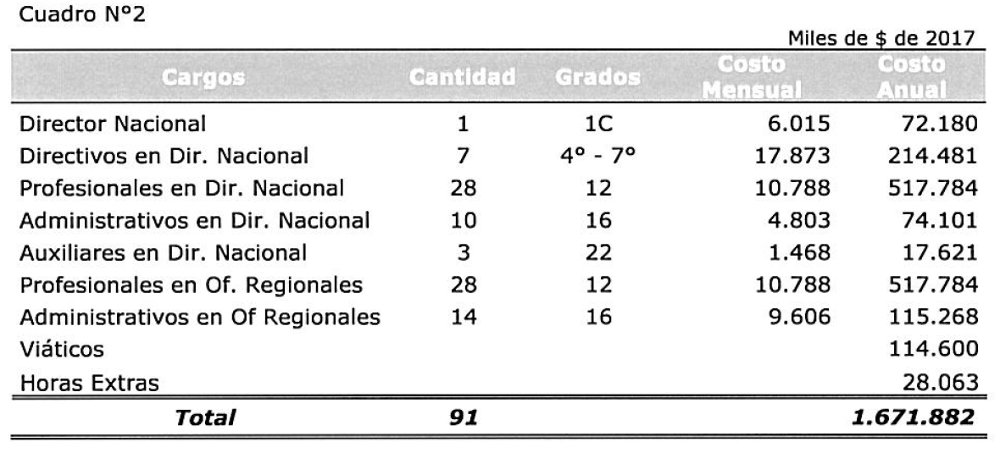 Cuadro Nº2
Miles de $ de 2017
Cargos Cantidad Grados Costo Mensual Costo Anual
Director Nacional 1 1C 6.015 72.180
Directivos en Dir. Nacional 7 4º - 7º 17.873 214.481
Profesionales en Dir. Nacional 28 12 10.788 517.784
Administrativos en Dir. Nacional 10 16 4.803 74.101
Auxiliares en Dir. Nacional 3 22 1.468 17.621
Profesionales en Of. Regionales 28 12 10.788 517.784
Administrativos en Of Regionales 14 16 9.606 115.268
Viáticos 114.600
Horas Extras 28.063
Total 91 1.671.882